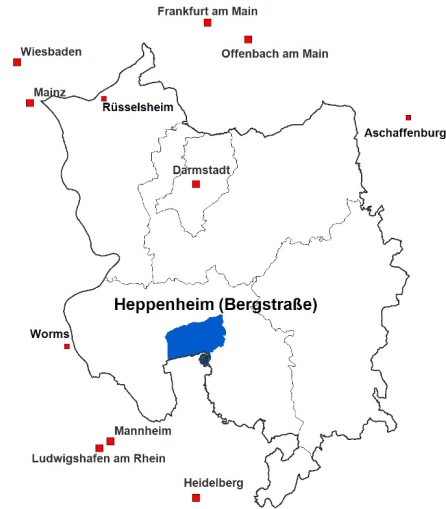 Frankfurt am Main
Offenbach am Main
Wiesbaden
Mainz
Rüsselsheim
Aschaffenburg
Darmstadt
Heppenheim (Bergstraße)
Worms
Mannheim
Ludwigshafen am Rhein
Heidelberg